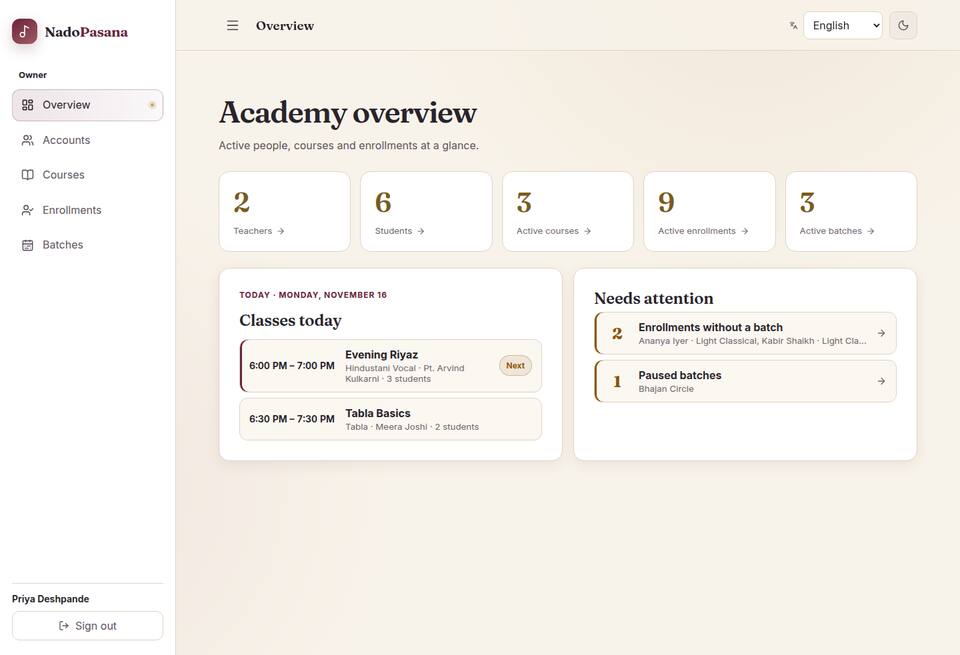 NadoPasana
Overview
English
Owner
Overview
Accounts
Courses
Enrollments
Batches
Academy overview
Active people, courses and enrollments at a glance.
2
Teachers →
6
Students →
3
Active courses →
9
Active enrollments →
3
Active batches →
TODAY · MONDAY, NOVEMBER 16
Classes today
6:00 PM – 7:00 PM
Evening Riyaz
Hindustani Vocal · Pt. Arvind
Kulkarni · 3 students
Next
6:30 PM – 7:30 PM
Tabla Basics
Tabla · Meera Joshi · 2 students
Needs attention
2
Enrollments without a batch
Ananya Iyer · Light Classical, Kabir Shaikh · Light Cla...
1
Paused batches
Bhajan Circle
Priya Deshpande
Sign out